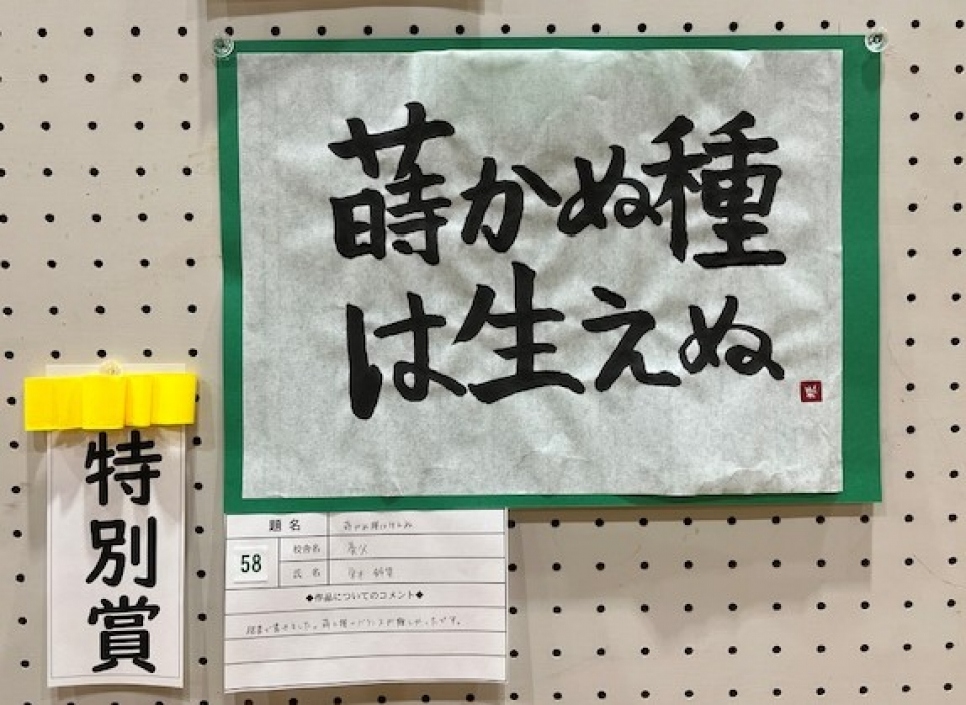 蒔かぬ種
は生えぬ
特別賞
題名
58
校舎名
氏名
◆作品についてのコメント◆